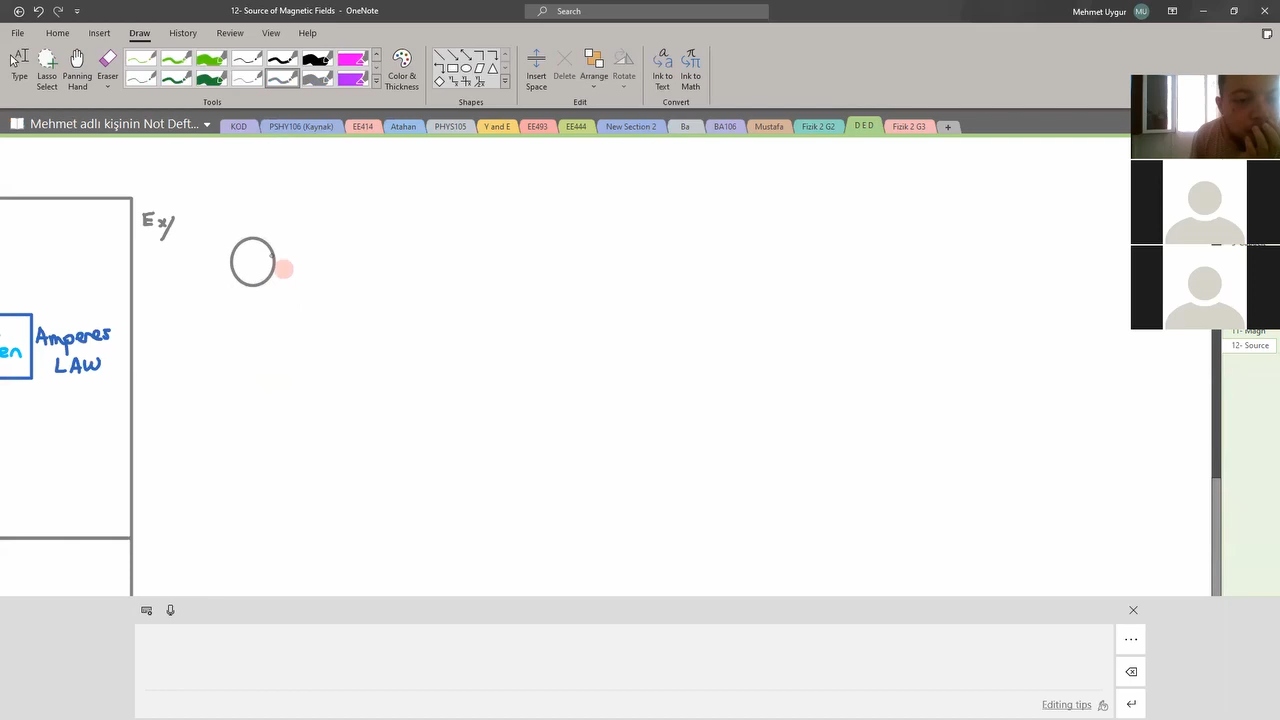 12- Source of Magnetic Fields - OneNote
Search
Mehmet Uygur
MU
File Home Insert Draw History Review View Help
Type
Lasso Select
Panning Hand
Eraser
Color & Thickness
Insert Space
Delete
Arrange
Rotate
Ink to Text
Ink to Math
Tools
Shapes
Edit
Convert
Mehmet adlı kişinin Not Deft...
KOD
PSHY106 (Kaynak)
EE414
Atahan
PHYS105
Y and E
EE493
EE444
New Section 2
Ba
BA106
Mustafa
Fizik 2 G2
D E D
Fizik 2 G3
Ex/
en
Amperes
LAW
11- Magn
12- Source
Editing tips